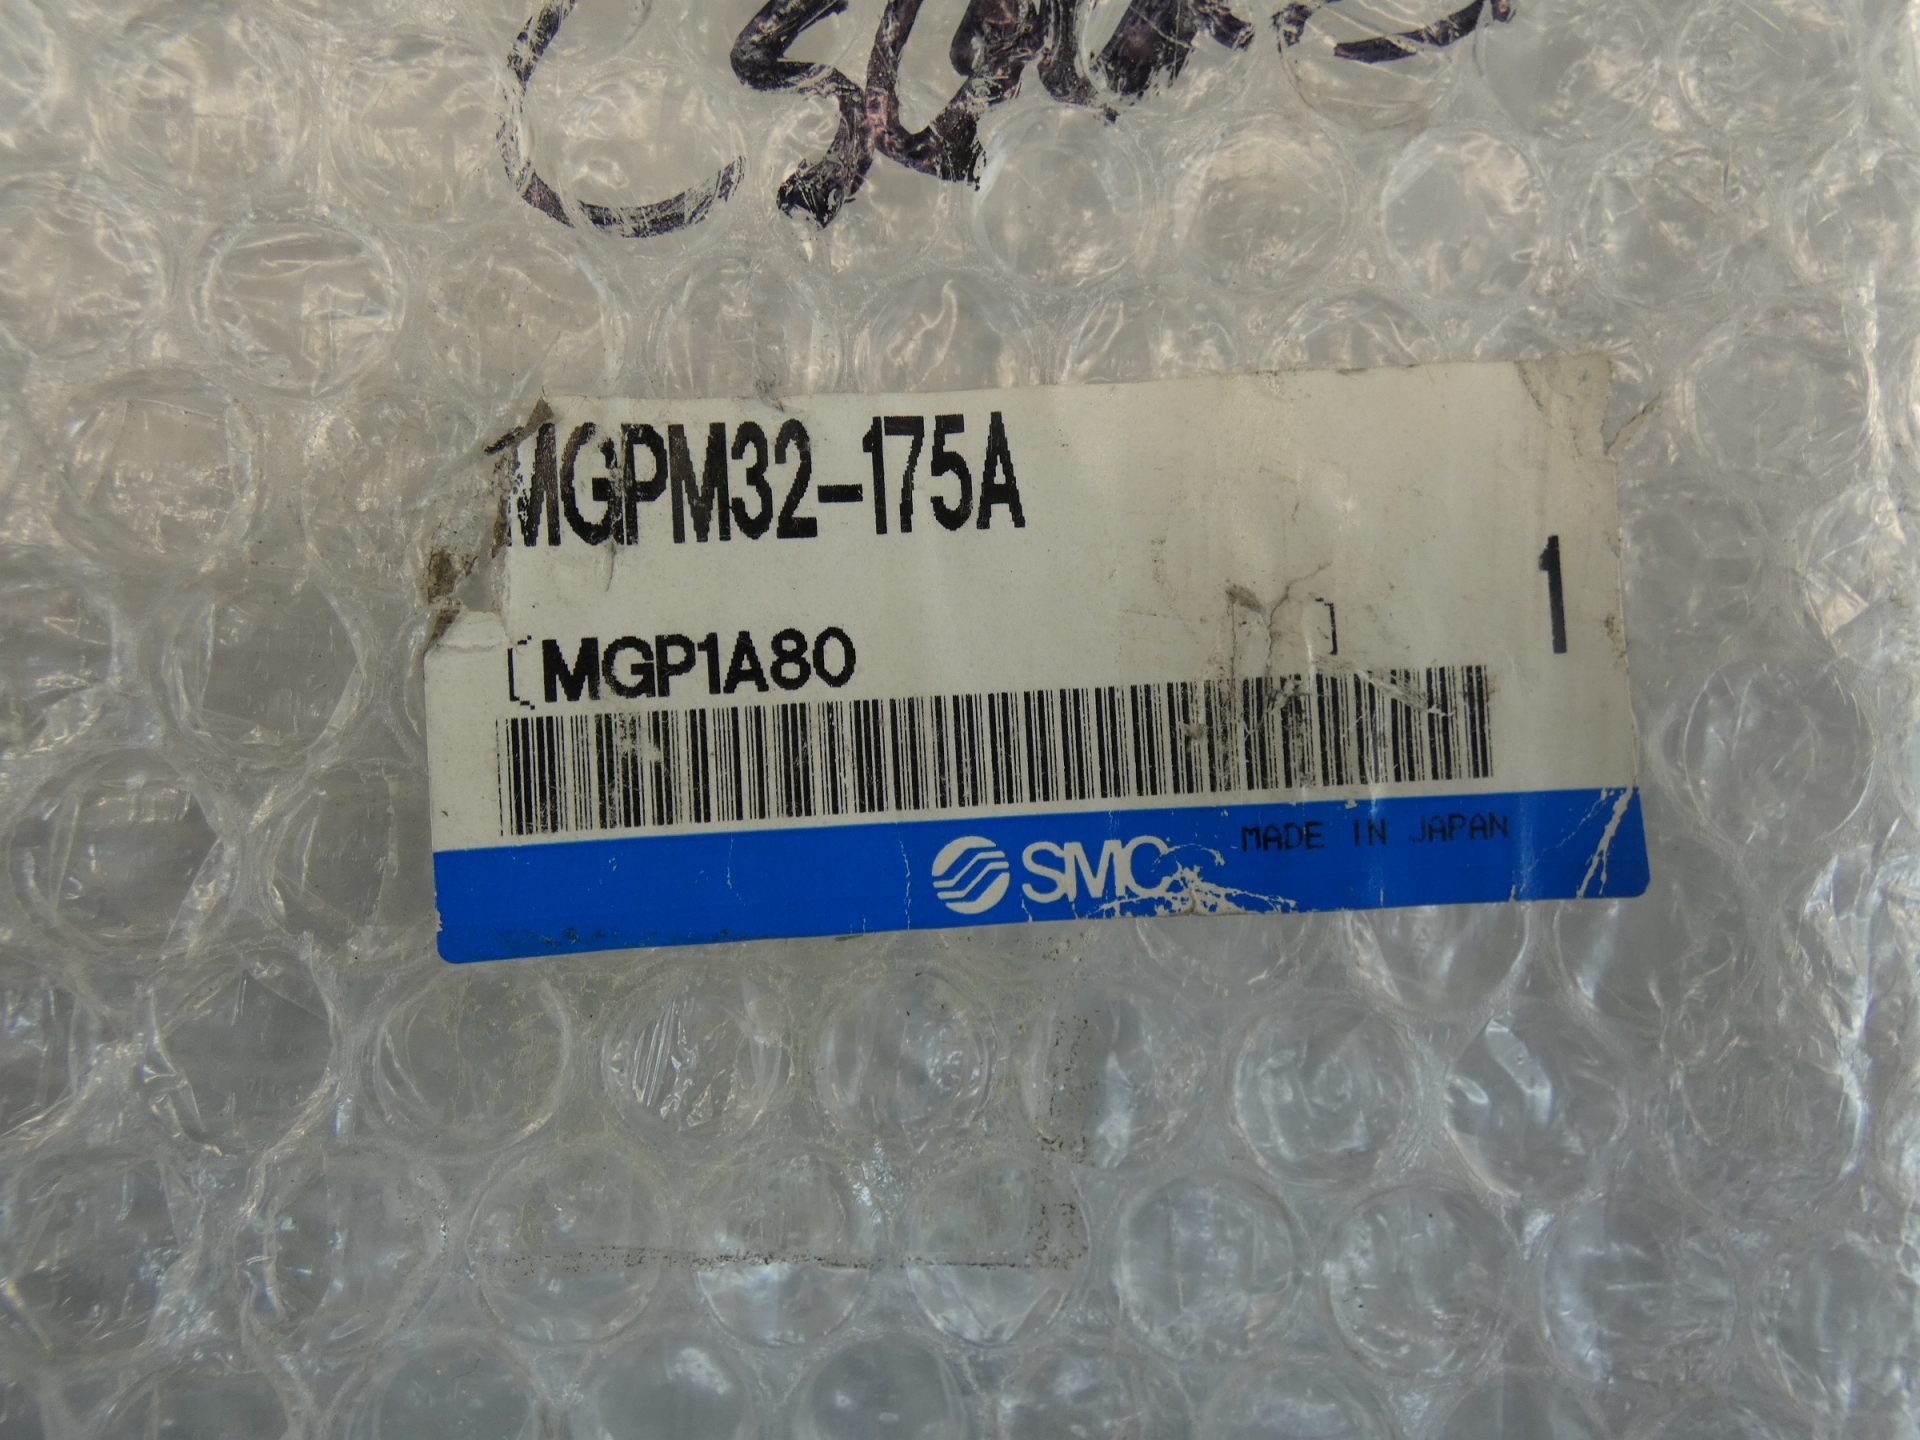 MGPM32-175A
1
[MGP1A80 ]
SMC MADE IN JAPAN